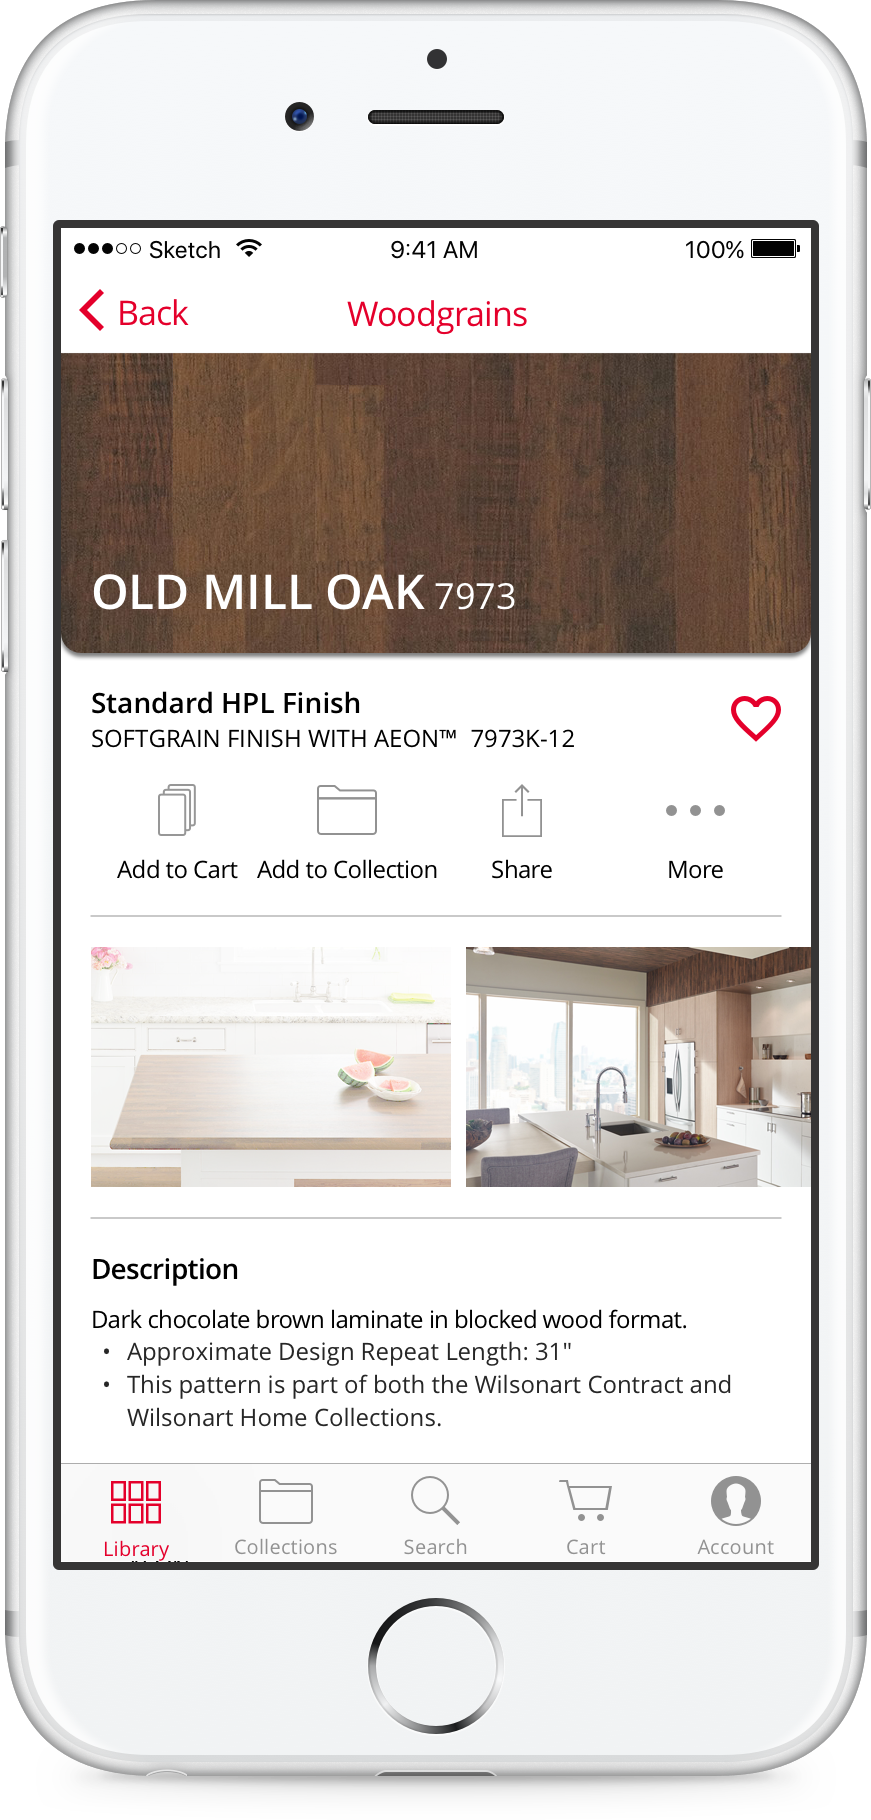 ●●●○○ Sketch 9:41 AM 100%
Back Woodgrains
OLD MILL OAK 7973
Standard HPL Finish
SOFTGRAIN FINISH WITH AEON™ 7973K-12
Add to Cart Add to Collection Share More
Description
Dark chocolate brown laminate in blocked wood format.
• Approximate Design Repeat Length: 31"
• This pattern is part of both the Wilsonart Contract and
Wilsonart Home Collections.
Library Collections Search Cart Account